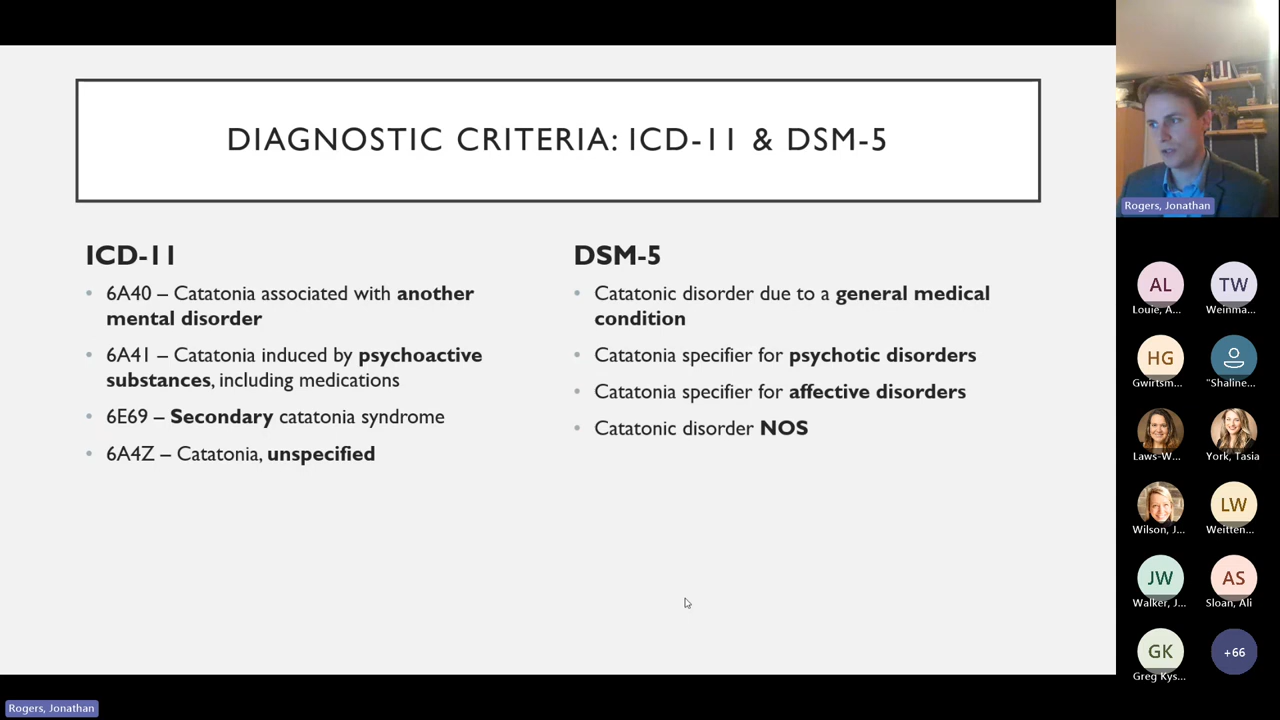 DIAGNOSTIC CRITERIA: ICD-11 & DSM-5
ICD-11
• 6A40 – Catatonia associated with another
mental disorder
• 6A41 – Catatonia induced by psychoactive
substances, including medications
• 6E69 – Secondary catatonia syndrome
• 6A4Z – Catatonia, unspecified
DSM-5
• Catatonic disorder due to a general medical
condition
• Catatonia specifier for psychotic disorders
• Catatonia specifier for affective disorders
• Catatonic disorder NOS
Rogers, Jonathan
AL
Louie, A...
TW
Weinma...
HG
Gwirtsm...
"Shaline...
Laws-W...
York, Tasia
Wilson, J...
LW
Weitten...
JW
Walker, J...
AS
Sloan, Ali
GK
Greg Kys...
+66
Rogers, Jonathan